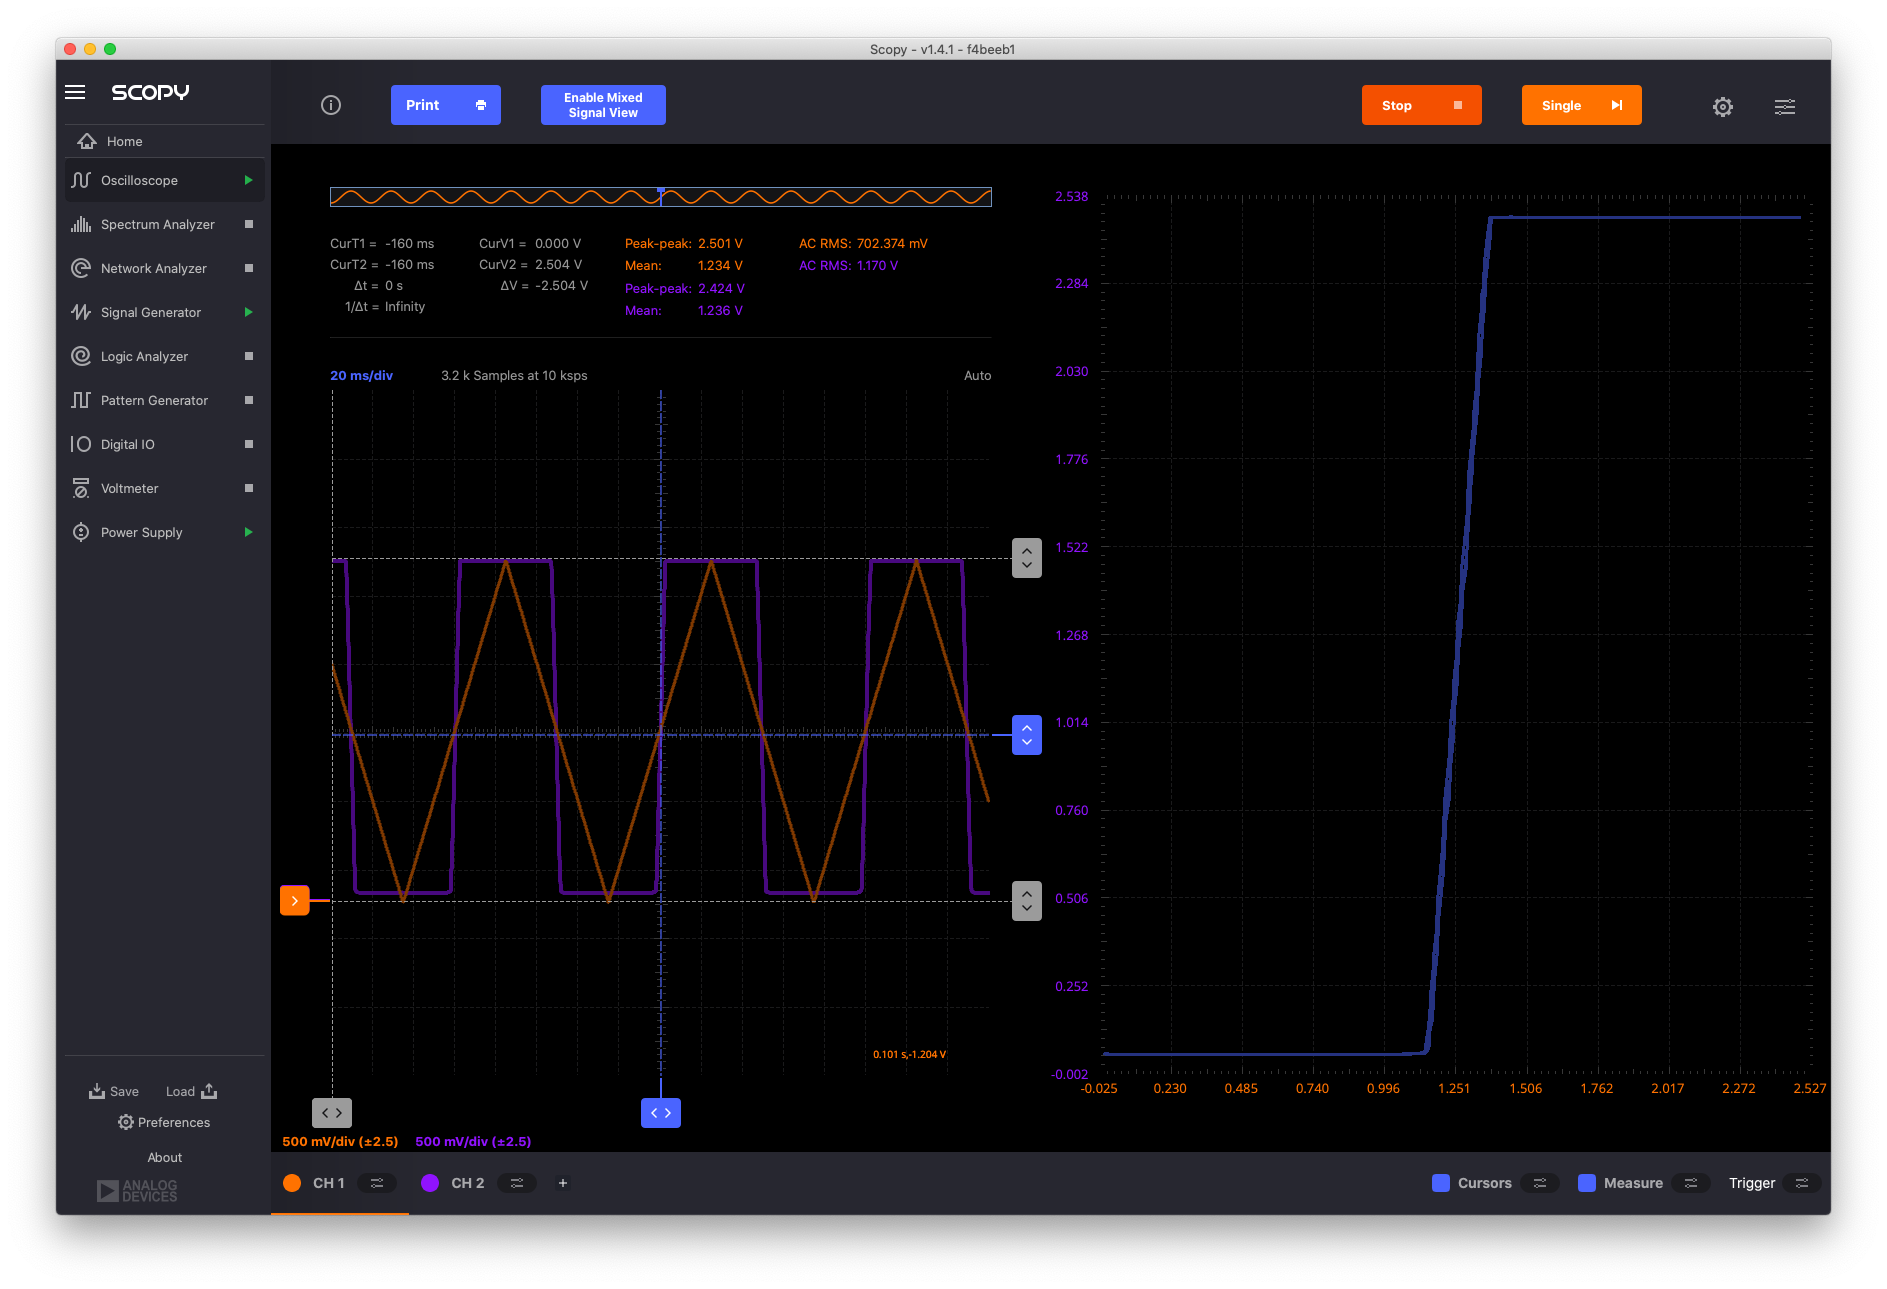 Scopy - v1.4.1 - f4beeb1
SCOPY
Print
Enable Mixed
Signal View
Stop
Single
Home
Oscilloscope
Spectrum Analyzer
Network Analyzer
Signal Generator
Logic Analyzer
Pattern Generator
Digital IO
Voltmeter
Power Supply
Save
Load
Preferences
About
ANALOG
DEVICES
CurT1 = -160 ms
CurT2 = -160 ms
Δt = 0 s
1/Δt = Infinity
CurV1 = 0.000 V
CurV2 = 2.504 V
ΔV = -2.504 V
Peak-peak: 2.501 V
Mean: 1.234 V
Peak-peak: 2.424 V
Mean: 1.236 V
AC RMS: 702.374 mV
AC RMS: 1.170 V
20 ms/div
3.2 k Samples at 10 ksps
Auto
0.101 s,-1.204 V
500 mV/div (±2.5)
500 mV/div (±2.5)
2.538
2.284
2.030
1.776
1.522
1.268
1.014
0.760
0.506
0.252
-0.002
-0.025 0.230 0.485 0.740 0.996 1.251 1.506 1.762 2.017 2.272 2.527
CH 1
CH 2
+
Cursors
Measure
Trigger